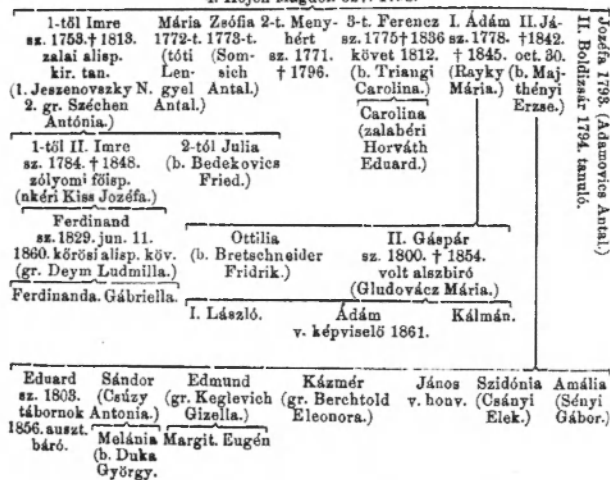 1-től Imre
sz. 1753. † 1813.
zalai alisp.
kir. tan.
(1. Jeszenovszky N.
2. gr. Széchen
Antónia.)
Mária
1772-t.
(tóti
Len-
gyel
Antal.)
Zsófia
1773-t.
(Som-
sich
Antal.)
2-t. Meny-
hért
sz. 1771.
† 1796.
3-t. Ferencz
sz. 1775 † 1836
követ 1812.
(b. Triangi
Carolina.)
I. Ádám
sz. 1778.
† 1845.
(Rayky
Mária.)
II. Já-
† 1842.
oct. 30.
(b. Maj-
thényi
Erzse.)
Jozéfa 1793. (Adamovics Antal.)
II. Boldizsár 1794. tanuló.
Carolina
(zalabéri
Horváth
Eduard.)
1-től II. Imre
sz. 1784. † 1848.
zólyomi főisp.
(nkéri Kiss Jozéfa.)
2-tól Julia
(b. Bedekovics
Fried.)
Ferdinand
sz. 1829. jun. 11.
1860. kőrösi alisp. köv.
(gr. Deym Ludmilla.)
Ferdinanda. Gábriella.
Ottilia
(b. Bretschneider
Fridrik.)
II. Gáspár
sz. 1800. † 1854.
volt alszbiró
(Gludovácz Mária.)
I. László.
Ádám
v. képviselő 1861.
Kálmán.
Eduard
sz. 1803.
tábornok
1856. auszt.
báró.
Sándor
(Csúzy
Antonia.)
Melánia
(b. Duka
György.
Edmund
(gr. Keglevich
Gizella.)
Margit. Eugén
Kázmér
(gr. Berchtold
Eleonora.)
János
v. honv.
Szidónia
(Csányi
Elek.)
Amália
(Sényi
Gábor.)